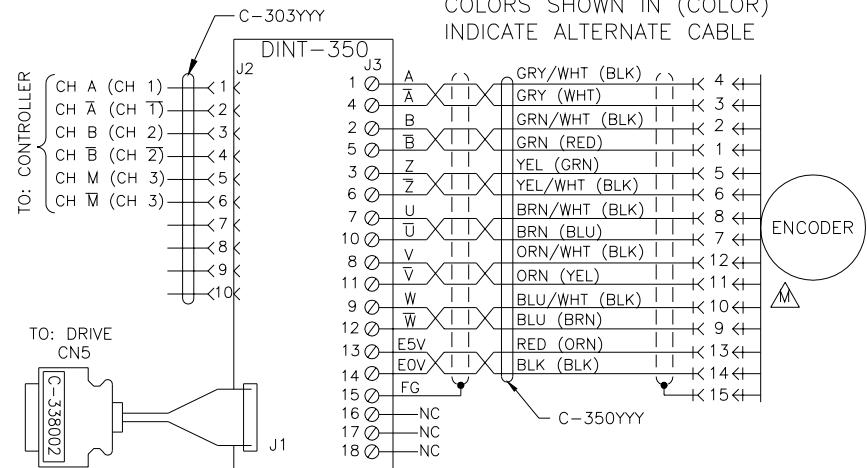 COLORS SHOWN IN (COLOR)
INDICATE ALTERNATE CABLE
C-303YYY
DINT-350
J2
J3
TO: CONTROLLER
CH A (CH 1) 1
CH A̅ (CH 1̅) 2
CH B (CH 2) 3
CH B̅ (CH 2̅) 4
CH M (CH 3) 5
CH M̅ (CH 3) 6
7
8
9
10
1 A GRY/WHT (BLK) 4
4 A̅ GRY (WHT) 3
2 B GRN/WHT (BLK) 2
5 B̅ GRN (RED) 1
3 Z YEL (GRN) 5
6 Z̅ YEL/WHT (BLK) 6
7 U BRN/WHT (BLK) 8
10 U̅ BRN (BLU) 7
8 V ORN/WHT (BLK) 12
11 V̅ ORN (YEL) 11
9 W BLU/WHT (BLK) 10
12 W̅ BLU (BRN) 9
13 E5V RED (ORN) 13
14 E0V BLK (BLK) 14
15 FG 15
16 NC
17 NC
18 NC
ENCODER
M
C-350YYY
TO: DRIVE
CN5
C-338002
J1